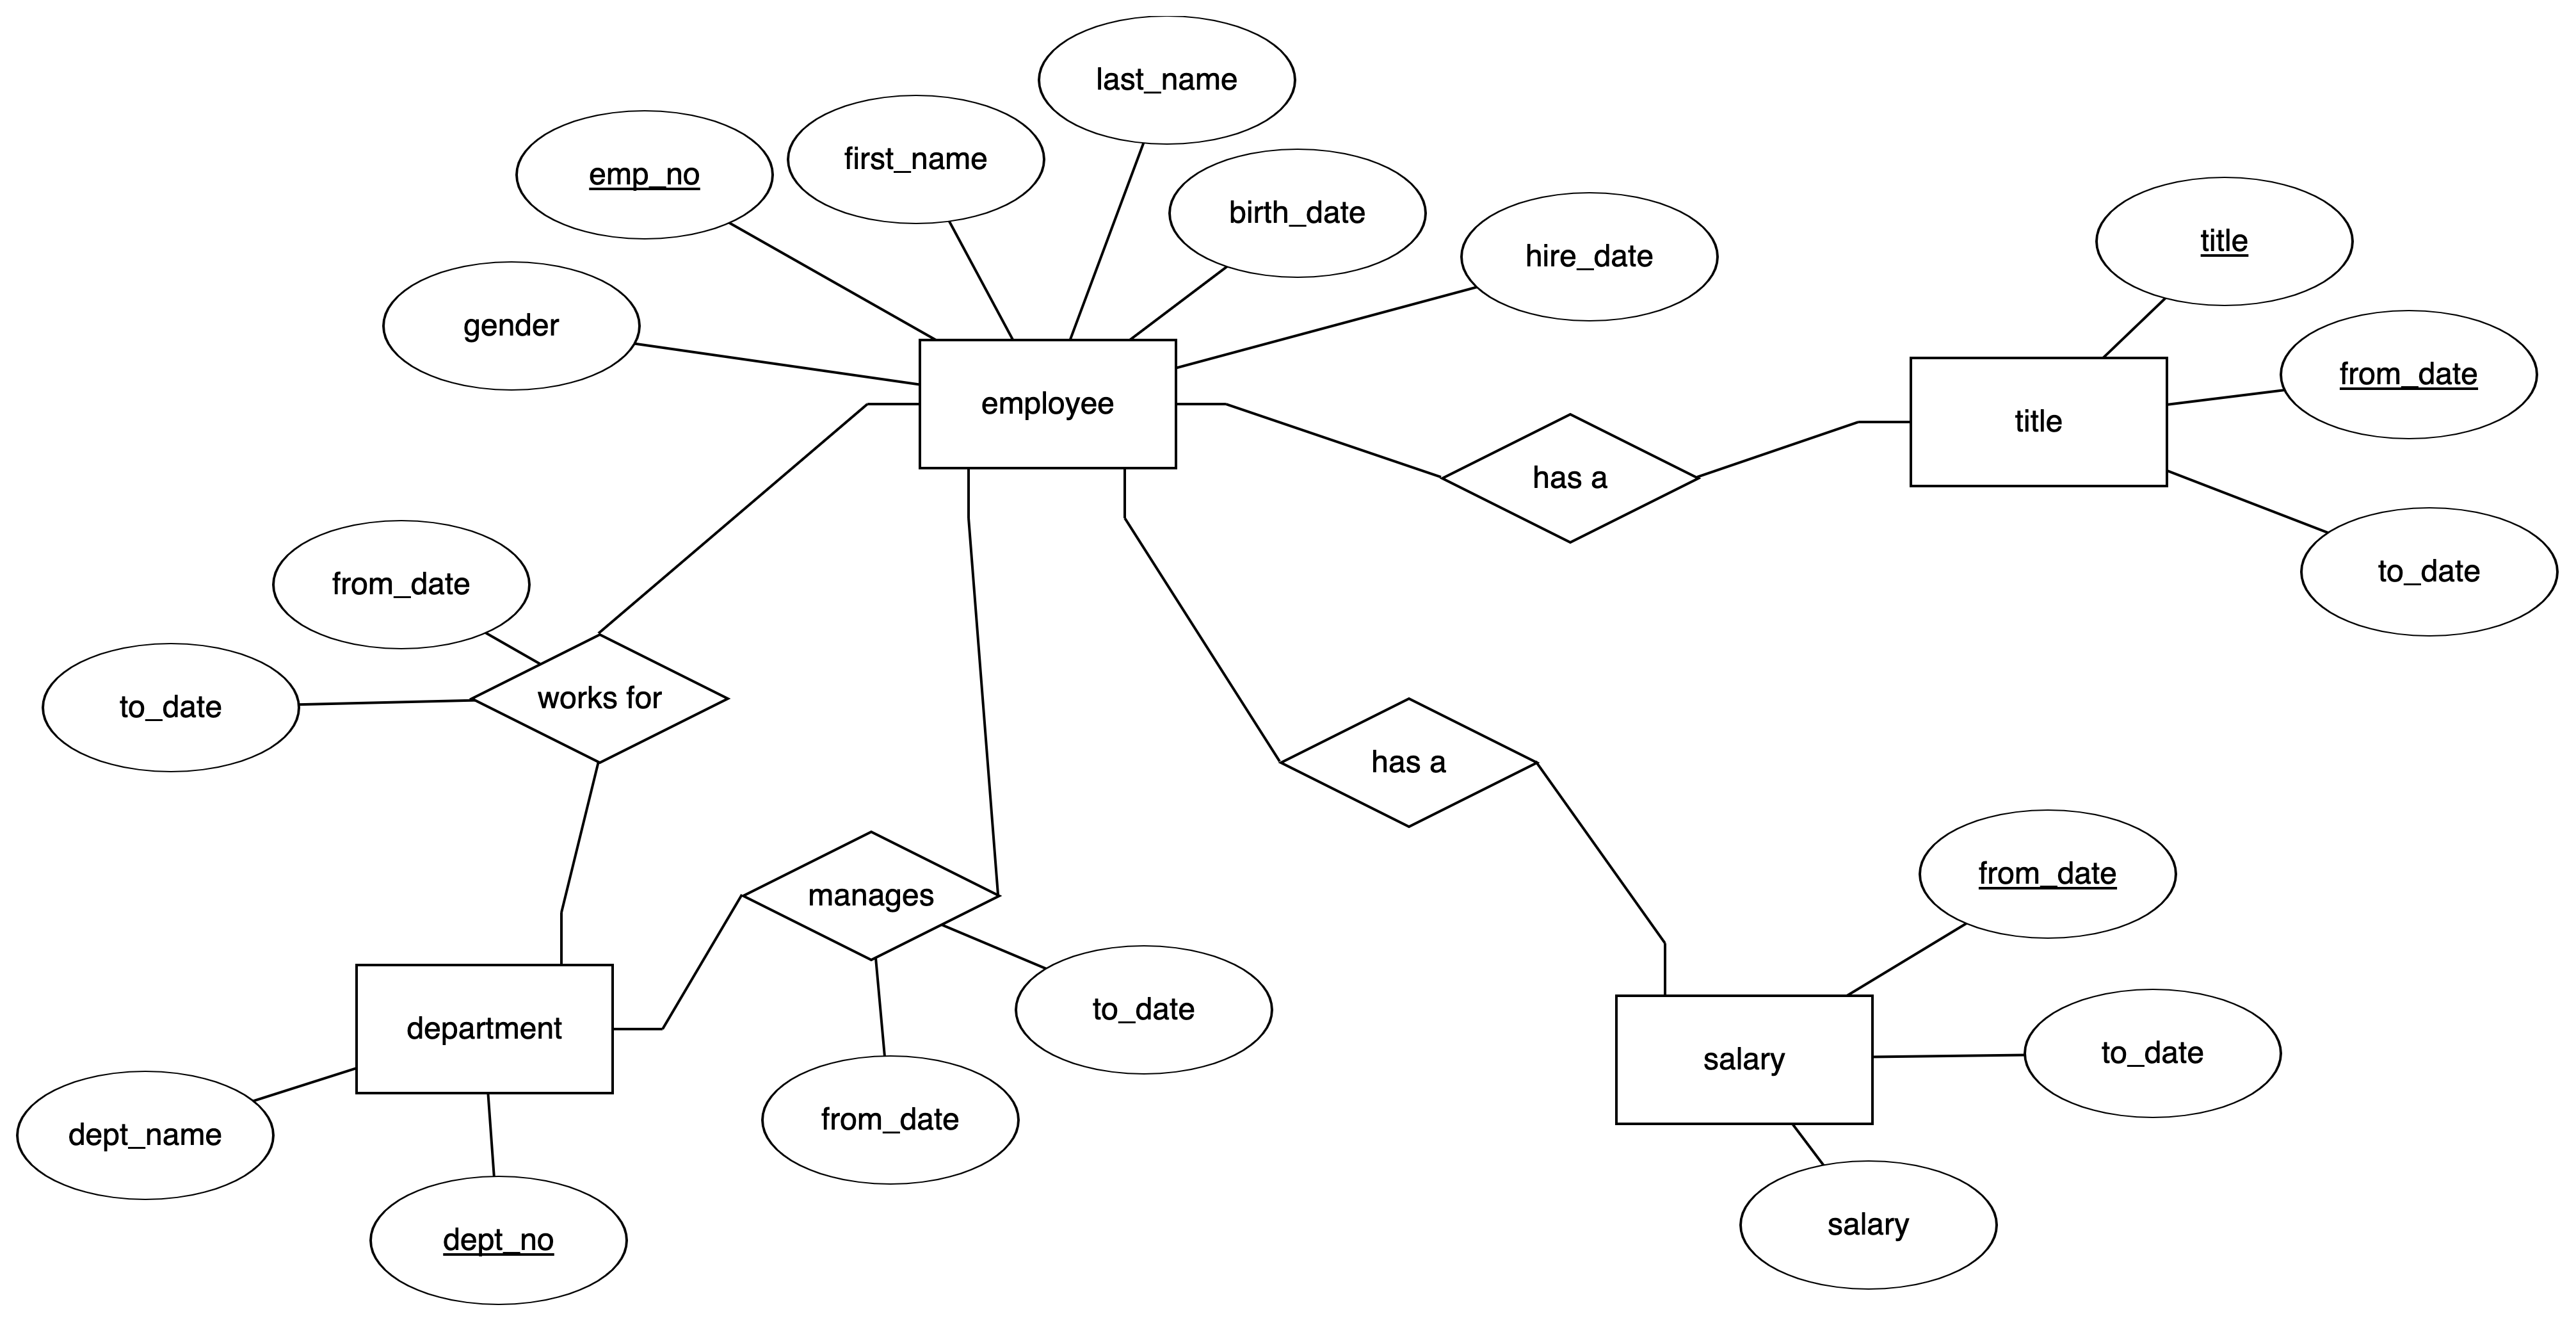 last_name
first_name
emp_no
birth_date
hire_date
title
gender
from_date
employee
title
has a
to_date
from_date
works for
to_date
has a
from_date
manages
to_date
department
to_date
salary
from_date
dept_name
salary
dept_no